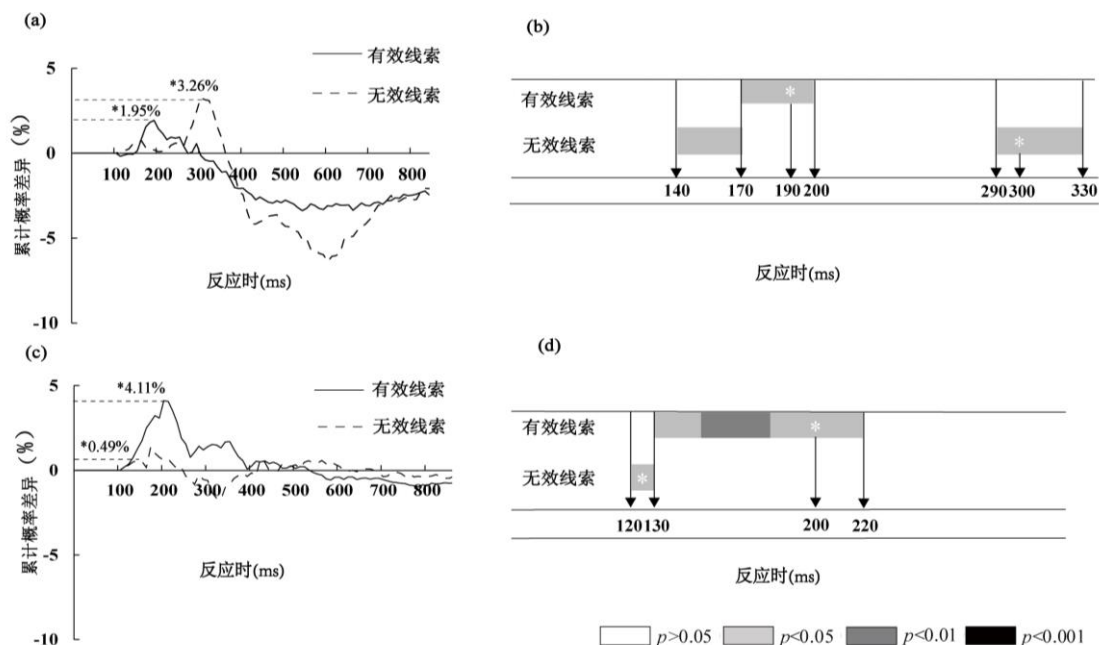 (a)
有效线索
无效线索
5
*3.26%
*1.95%
0
100 200 300 400 500 600 700 800
-5
-10
累计概率差异(%)
反应时(ms)
(b)
有效线索
*
无效线索
*
140 170 190 200 290 300 330
反应时(ms)
(c)
有效线索
无效线索
5
*4.11%
*0.49%
0
100 200 300 400 500 600 700 800
-5
-10
累计概率差异(%)
反应时(ms)
(d)
有效线索
*
无效线索
*
120 130 200 220
反应时(ms)
p>0.05 p<0.05 p<0.01 p<0.001